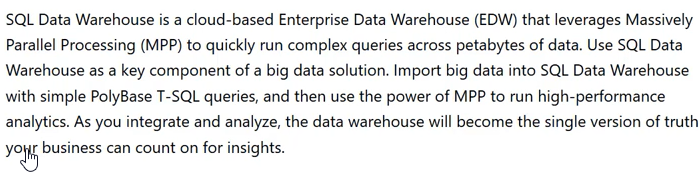 SQL Data Warehouse is a cloud-based Enterprise Data Warehouse (EDW) that leverages Massively
Parallel Processing (MPP) to quickly run complex queries across petabytes of data. Use SQL Data
Warehouse as a key component of a big data solution. Import big data into SQL Data Warehouse
with simple PolyBase T-SQL queries, and then use the power of MPP to run high-performance
analytics. As you integrate and analyze, the data warehouse will become the single version of truth
your business can count on for insights.